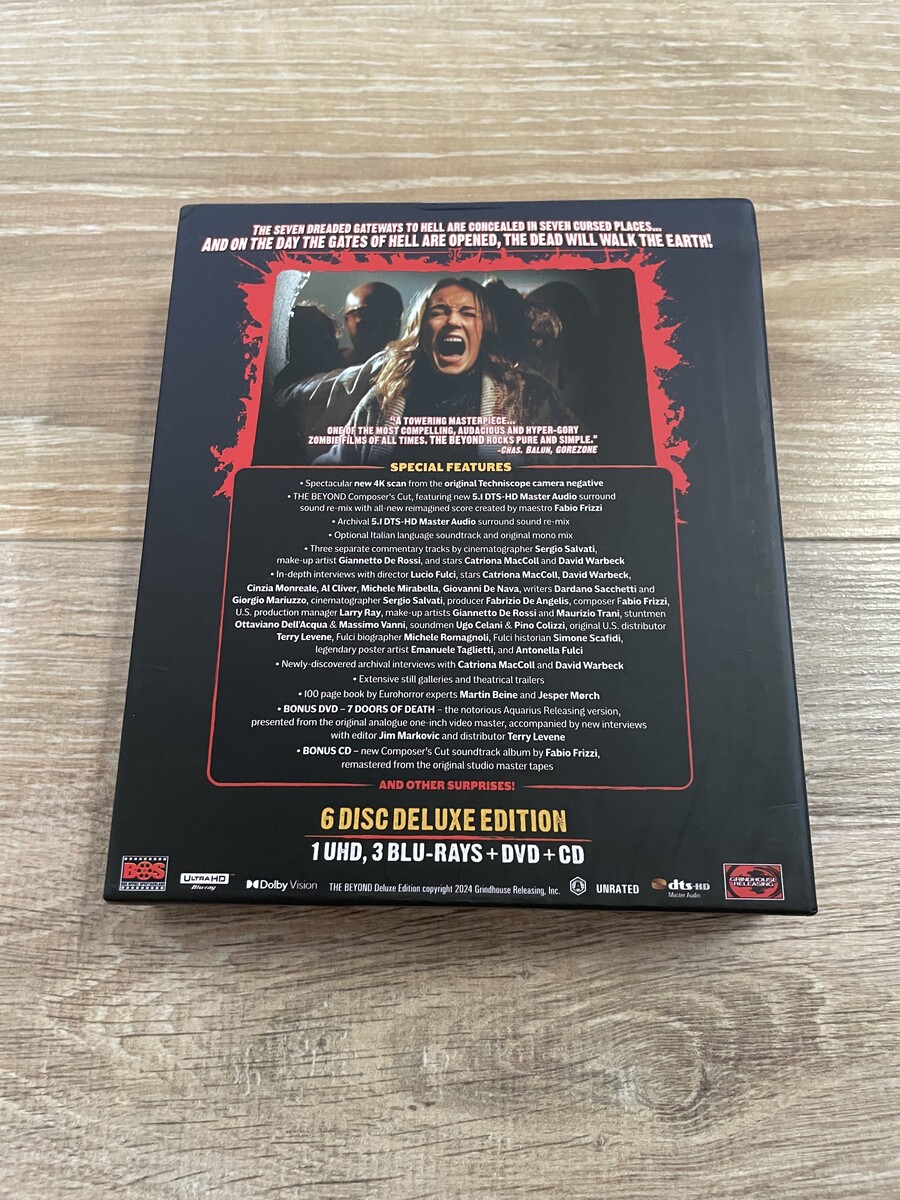 THE SEVEN DREADED GATEWAYS TO HELL ARE CONCEALED IN SEVEN CURSED PLACES...
AND ON THE DAY THE GATES OF HELL ARE OPENED, THE DEAD WILL WALK THE EARTH!
"A TOWERING MASTERPIECE...
ONE OF THE MOST COMPELLING, AUDACIOUS AND HYPER-GORY
ZOMBIE FILMS OF ALL TIMES. THE BEYOND ROCKS PURE AND SIMPLE."
-CHAS. BALUN, GOREZONE
SPECIAL FEATURES
• Spectacular new 4K scan from the original Techniscope camera negative
• THE BEYOND Composer's Cut, featuring new 5.1 DTS-HD Master Audio surround
sound re-mix with all-new reimagined score created by maestro Fabio Frizzi
• Archival 5.1 DTS-HD Master Audio surround sound re-mix
• Optional Italian language soundtrack and original mono mix
• Three separate commentary tracks by cinematographer Sergio Salvati,
make-up artist Giannetto De Rossi, and stars Catriona MacColl and David Warbeck
• In-depth interviews with director Lucio Fulci, stars Catriona MacColl, David Warbeck,
Cinzia Monreale, Al Cliver, Michele Mirabella, Giovanni De Nava, writers Dardano Sacchetti and
Giorgio Mariuzzo, cinematographer Sergio Salvati, producer Fabrizio De Angelis, composer Fabio Frizzi,
U.S. production manager Larry Ray, make-up artists Giannetto De Rossi and Maurizio Trani, stuntmen
Ottaviano Dell'Acqua & Massimo Vanni, soundmen Ugo Celani & Pino Colizzi, original U.S. distributor
Terry Levene, Fulci biographer Michele Romagnoli, Fulci historian Simone Scafidi,
legendary poster artist Emanuele Taglietti, and Antonella Fulci
• Newly-discovered archival interviews with Catriona MacColl and David Warbeck
• Extensive still galleries and theatrical trailers
• 100 page book by Eurohorror experts Martin Beine and Jesper Mørch
• BONUS DVD – 7 DOORS OF DEATH – the notorious Aquarius Releasing version,
presented from the original analogue one-inch video master, accompanied by new interviews
with editor Jim Markovic and distributor Terry Levene
• BONUS CD – new Composer's Cut soundtrack album by Fabio Frizzi,
remastered from the original studio master tapes
AND OTHER SURPRISES!
6 DISC DELUXE EDITION
1 UHD, 3 BLU-RAYS + DVD + CD
BOS
ULTRA HD
Blu-ray
Dolby Vision
THE BEYOND Deluxe Edition copyright 2024 Grindhouse Releasing, Inc.
UNRATED
dts-HD
Master Audio
GRINDHOUSE
RELEASING